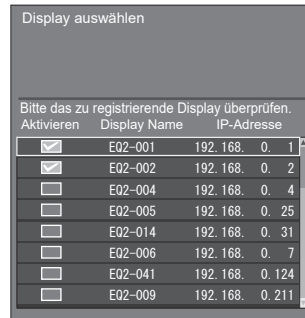 Display auswählen
Bitte das zu registrierende Display überprüfen.
Aktivieren Display Name IP-Adresse
EQ2-001 192.168. 0. 1
EQ2-002 192.168. 0. 2
EQ2-004 192.168. 0. 4
EQ2-005 192.168. 0. 25
EQ2-014 192.168. 0. 31
EQ2-006 192.168. 0. 7
EQ2-041 192.168. 0.124
EQ2-009 192.168. 0.211